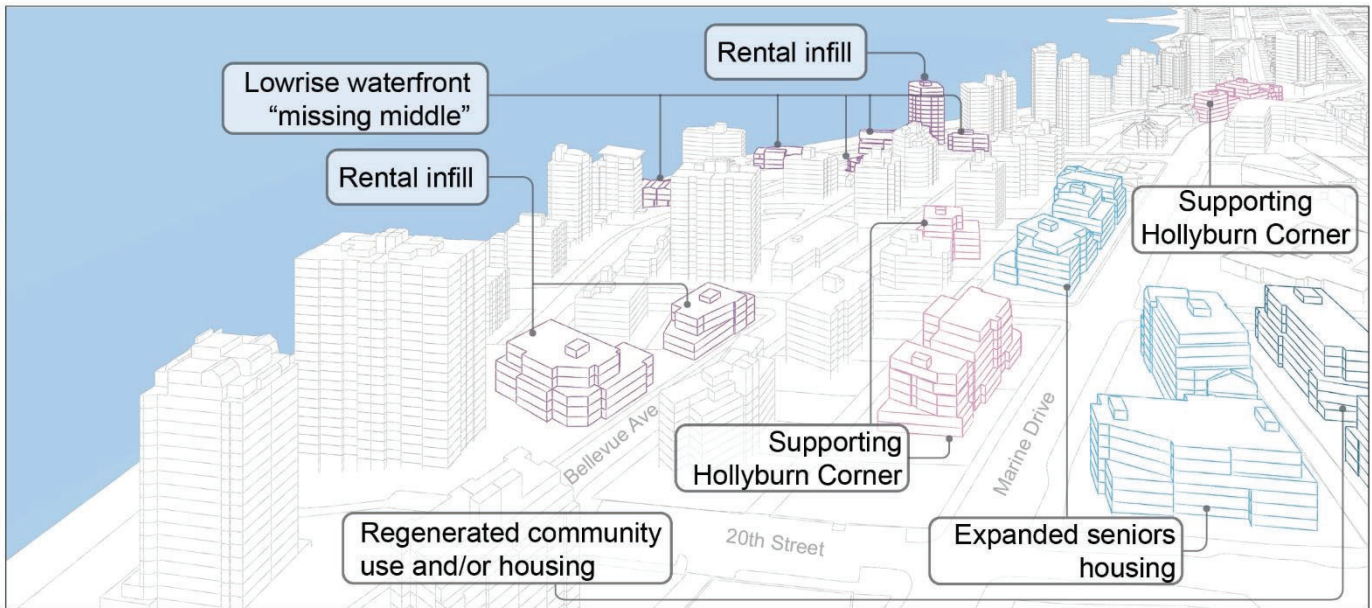 Rental infill
Lowrise waterfront
“missing middle”
Rental infill
Supporting
Hollyburn Corner
Supporting
Hollyburn Corner
Bellevue Ave
Marine Drive
20th Street
Regenerated community
use and/or housing
Expanded seniors
housing